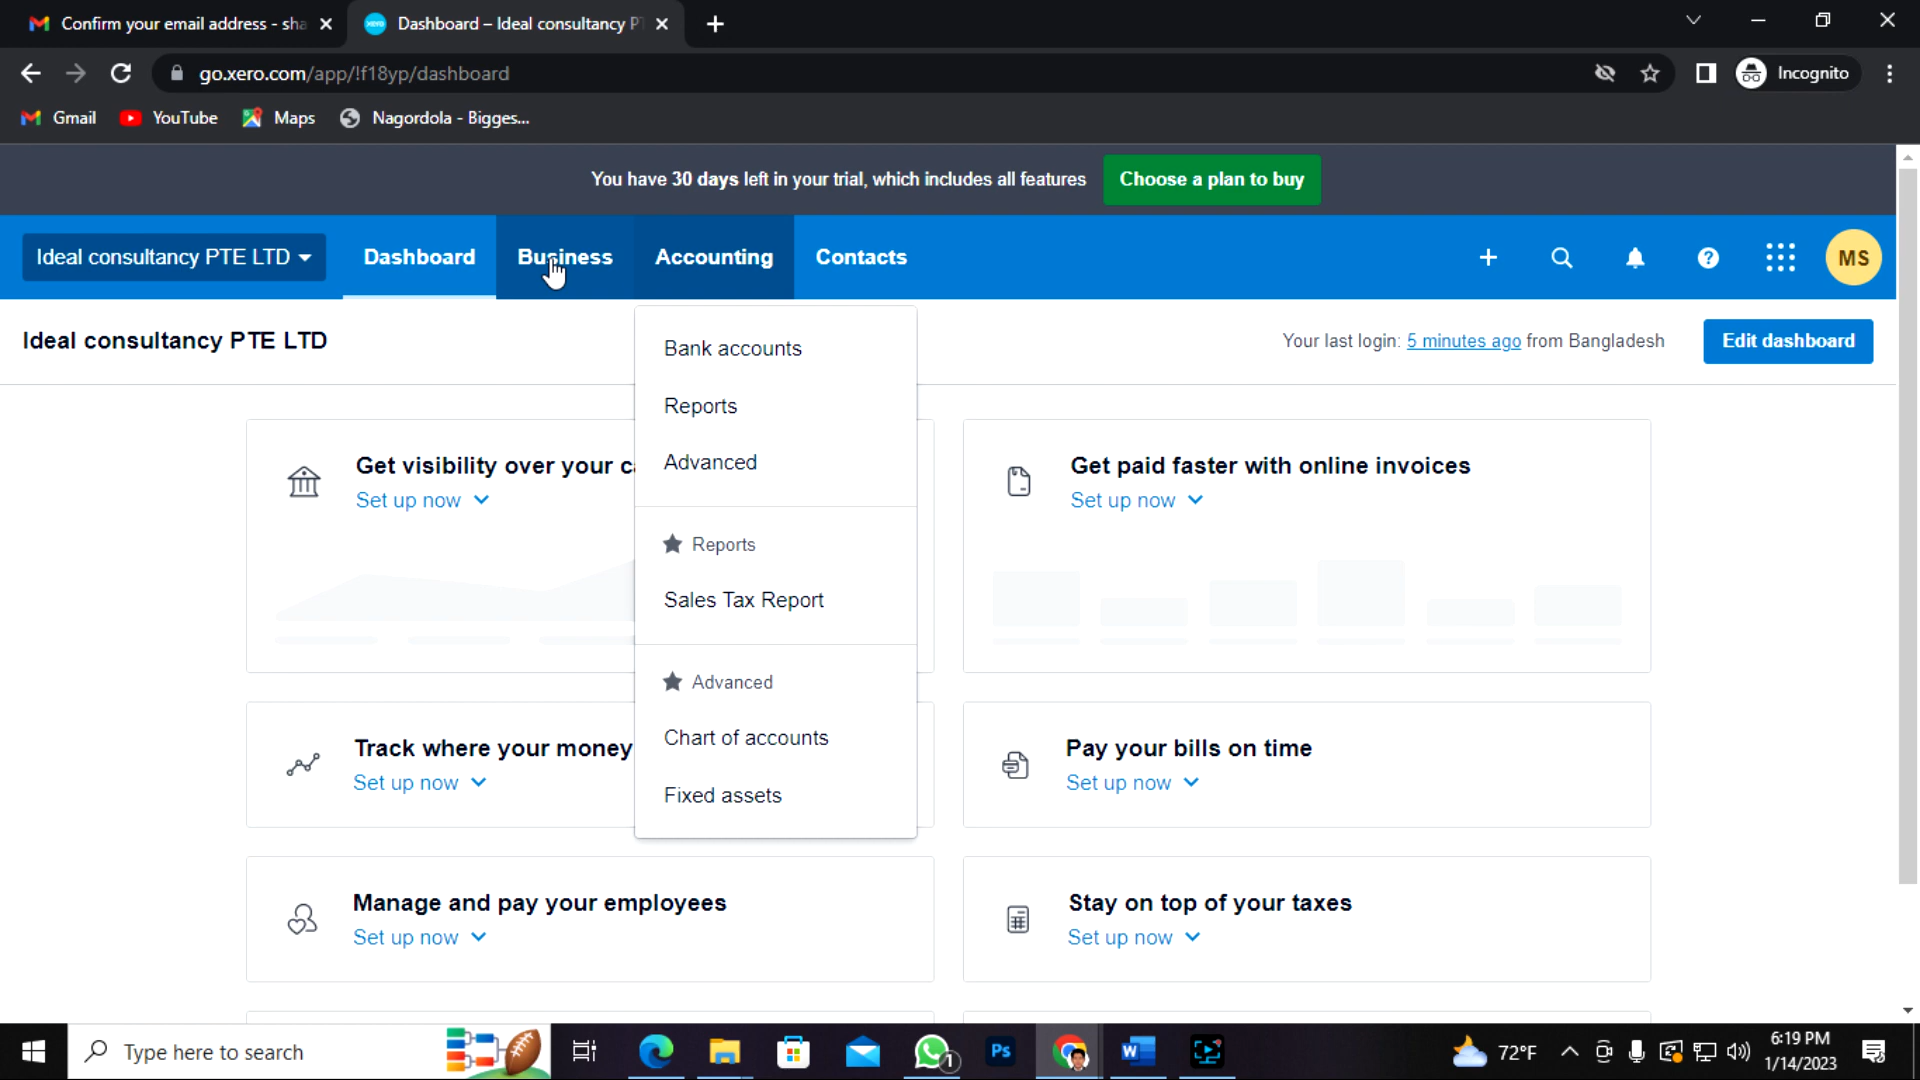 Confirm your email address - sha
Dashboard – Ideal consultancy P
go.xero.com/app/!f18yp/dashboard
Incognito
Gmail
YouTube
Maps
Nagordola - Bigges...
You have 30 days left in your trial, which includes all features
Choose a plan to buy
Ideal consultancy PTE LTD
Dashboard
Business
Accounting
Contacts
MS
Ideal consultancy PTE LTD
Your last login: 5 minutes ago from Bangladesh
Edit dashboard
Bank accounts
Reports
Advanced
Reports
Sales Tax Report
Advanced
Chart of accounts
Fixed assets
Get visibility over your c
Set up now
Get paid faster with online invoices
Set up now
Track where your money
Set up now
Pay your bills on time
Set up now
Manage and pay your employees
Set up now
Stay on top of your taxes
Set up now
Type here to search
1
Ps
72°F
6:19 PM
1/14/2023